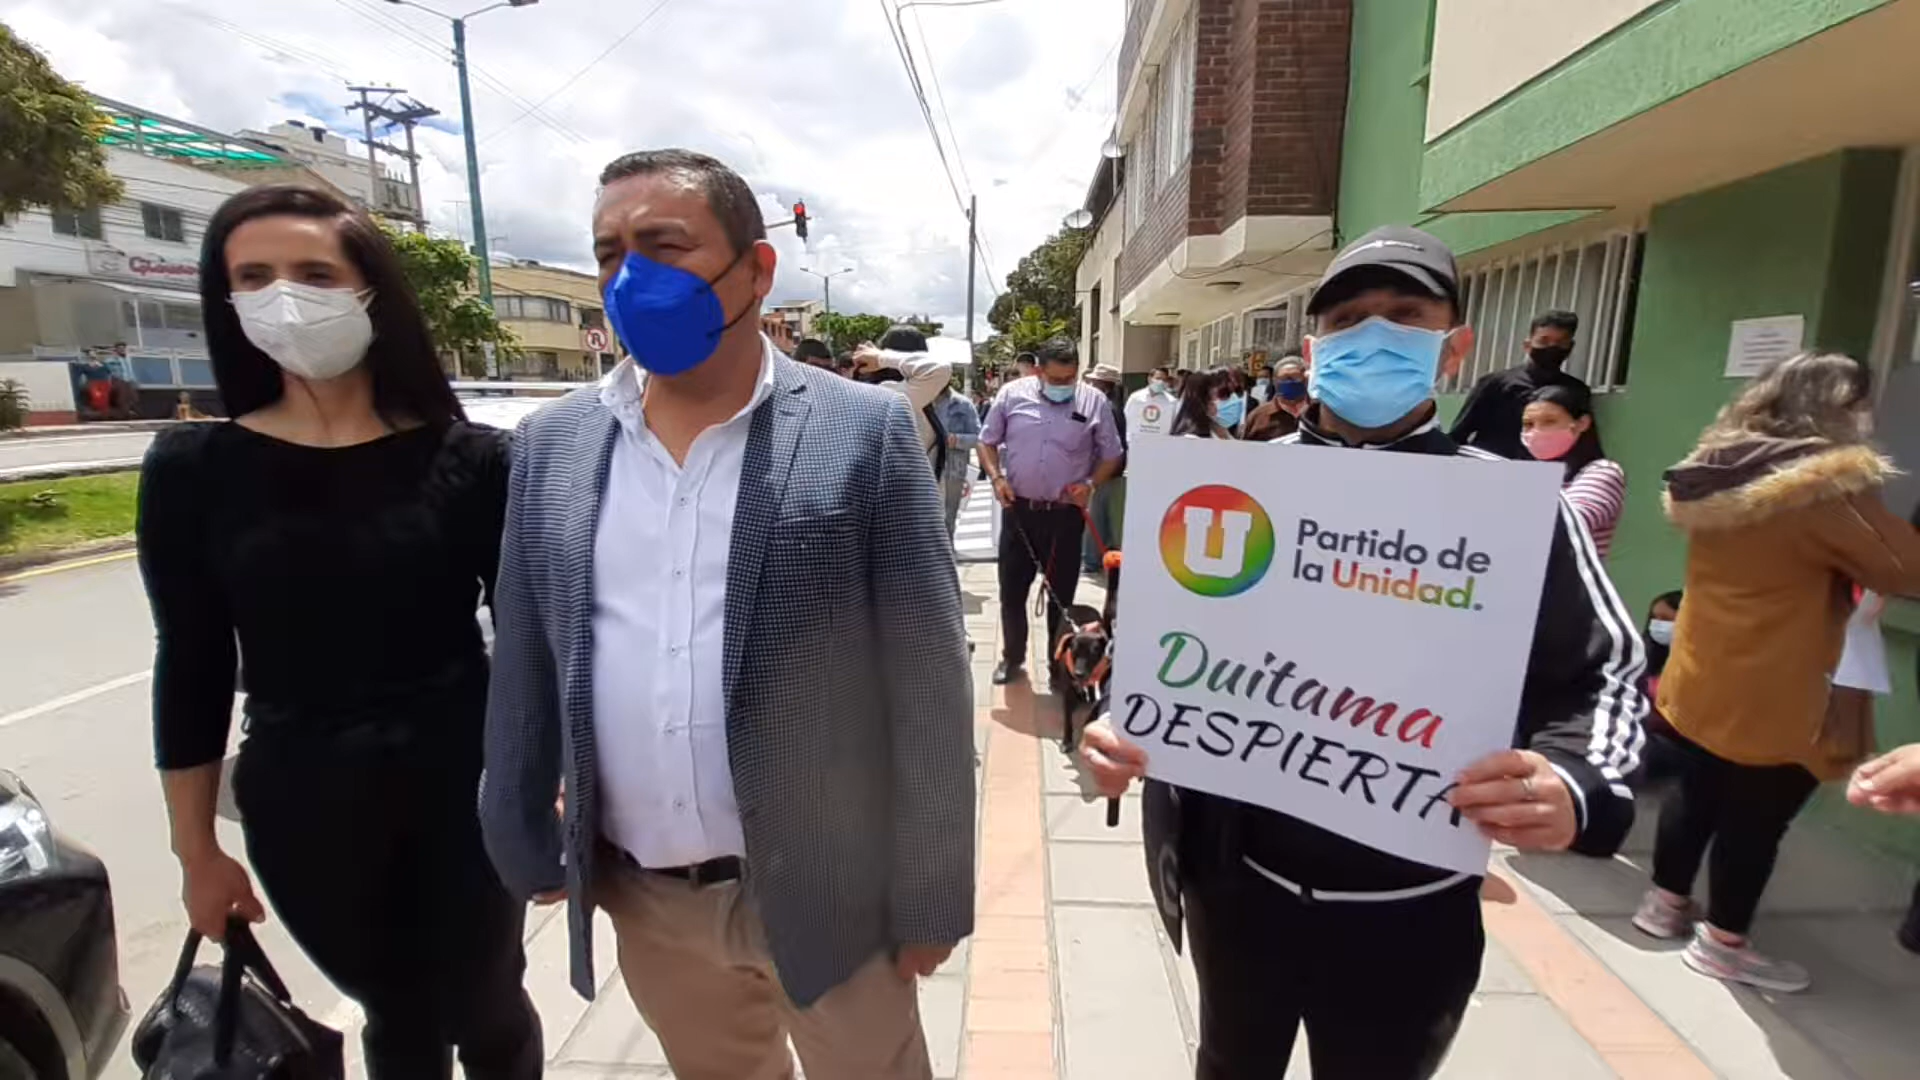 U
Partido de
la Unidad.
Duitama
DESPIERTA